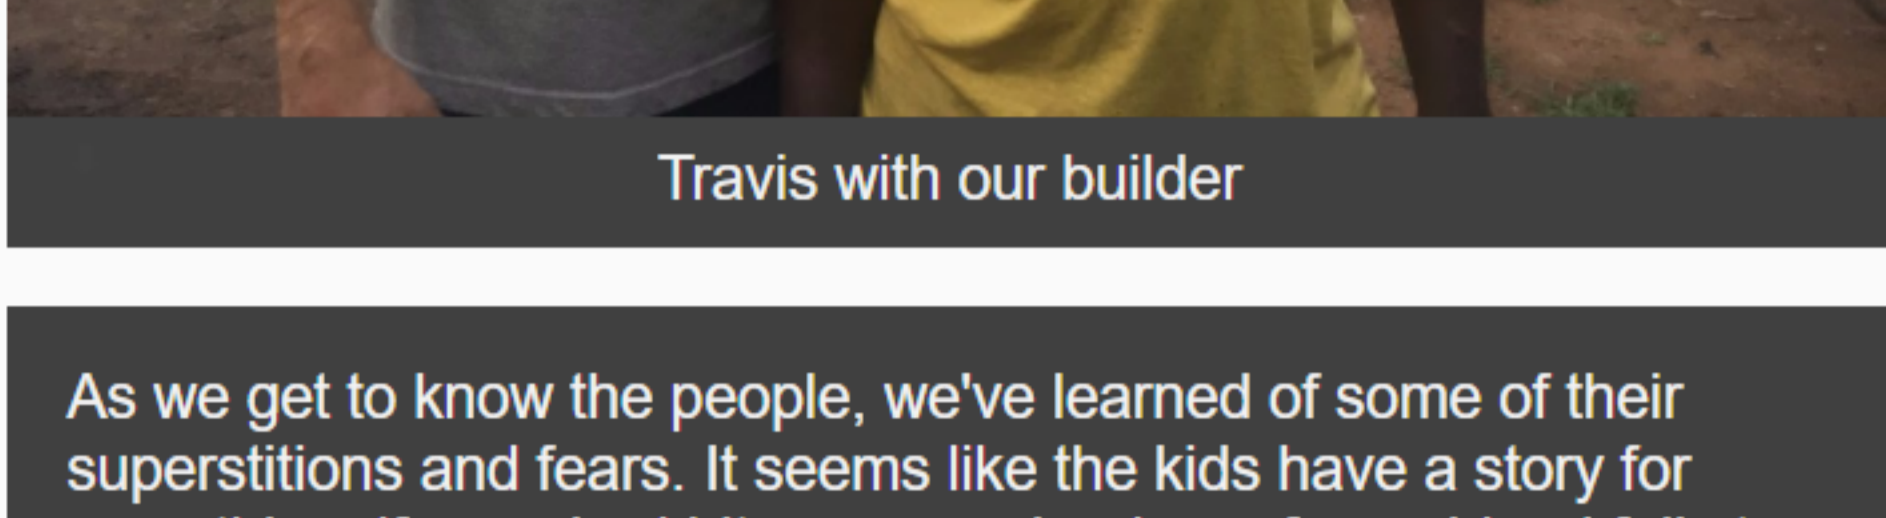 Travis with our builder
As we get to know the people, we've learned of some of their
superstitions and fears. It seems like the kids have a story for